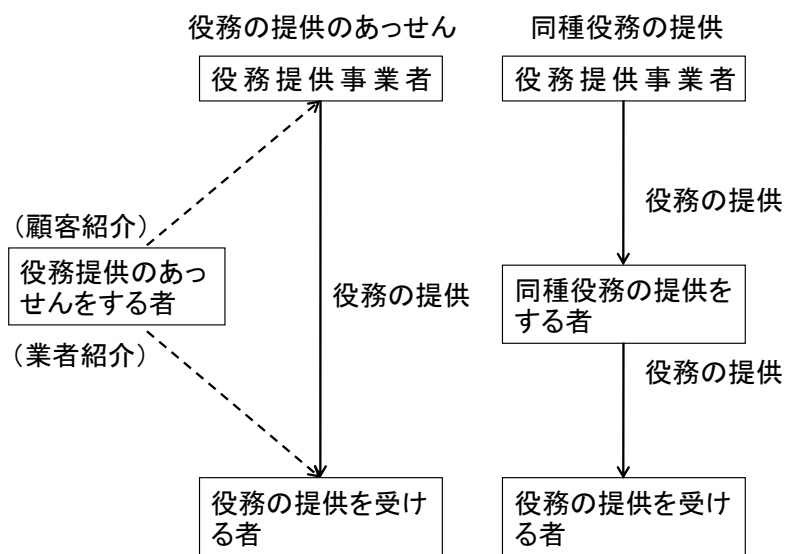 役務の提供のあっせん
役務提供事業者
（顧客紹介）
役務提供のあっ
せんをする者
（業者紹介）
役務の提供
役務の提供を受け
る者
同種役務の提供
役務提供事業者
役務の提供
同種役務の提供を
する者
役務の提供
役務の提供を受け
る者